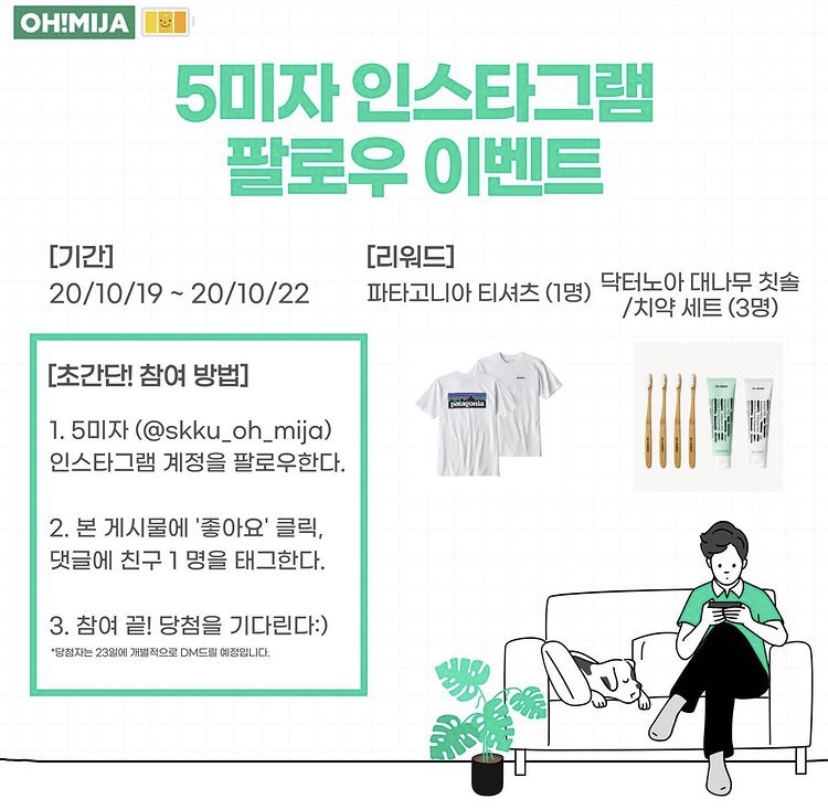 OH!MIJA
5미자 인스타그램
팔로우 이벤트
[기간]
20/10/19 ~ 20/10/22
[리워드]
파타고니아 티셔츠 (1명)
닥터노아 대나무 칫솔
/치약 세트 (3명)
patagonia
[초간단! 참여 방법]
1. 5미자 (@skku_oh_mija)
인스타그램 계정을 팔로우한다.
2. 본 게시물에 '좋아요' 클릭,
댓글에 친구 1 명을 태그한다.
3. 참여 끝! 당첨을 기다린다:)
*당첨자는 23일에 개별적으로 DM드릴 예정입니다.